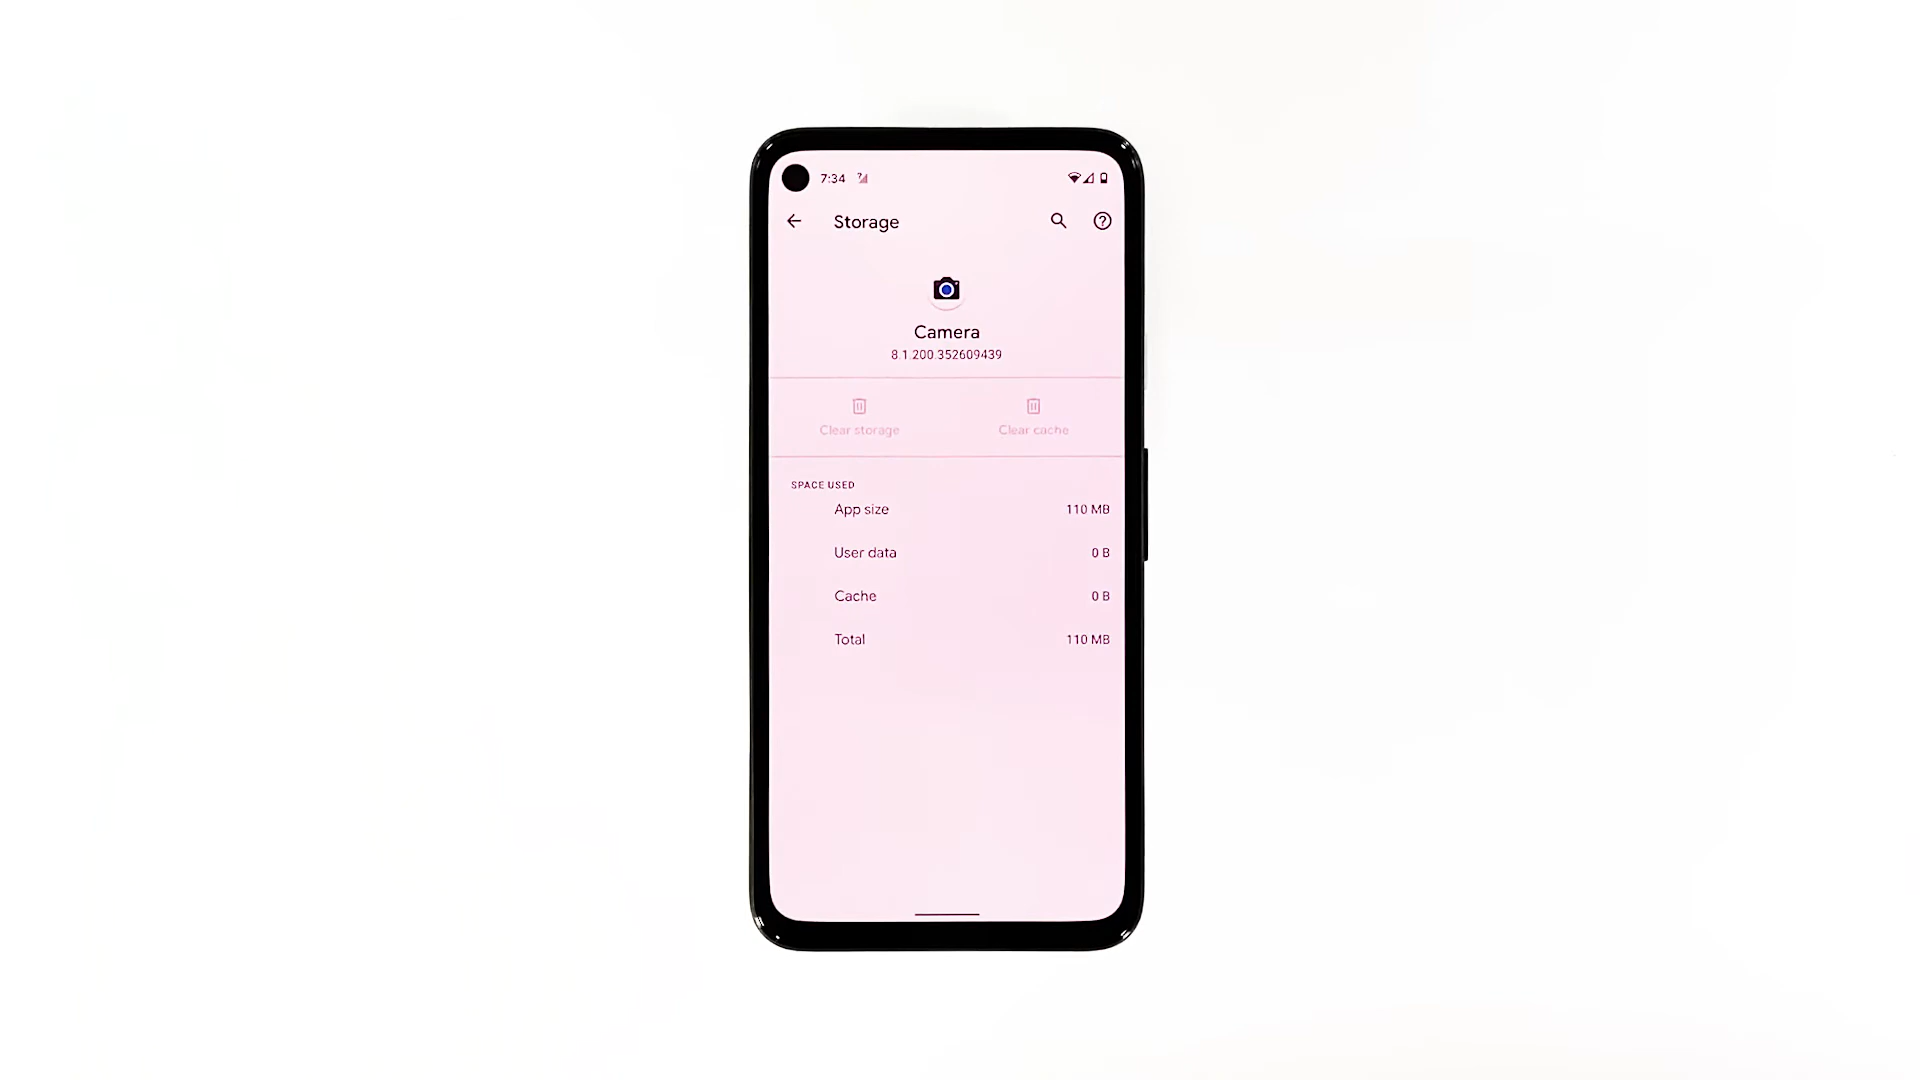 7:34
Storage
Camera
8.1.200.352609439
Clear storage Clear cache
SPACE USED
App size 110 MB
User data 0 B
Cache 0 B
Total 110 MB